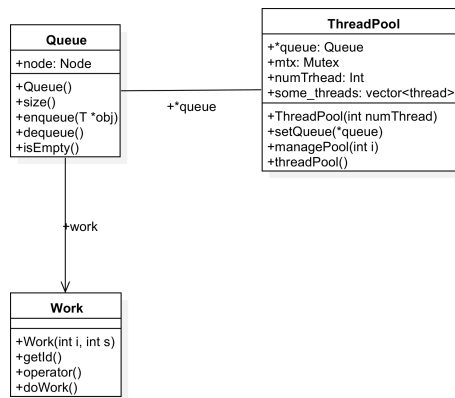 Queue
+node: Node
+Queue()
+size()
+enqueue(T *obj)
+dequeue()
+isEmpty()
ThreadPool
+*queue: Queue
+mtx: Mutex
+numTrhead: Int
+some_threads: vector<thread>
+ThreadPool(int numThread)
+setQueue(*queue)
+managePool(int i)
+threadPool()
+*queue
+work
Work
+Work(int i, int s)
+getId()
+operator()
+doWork()